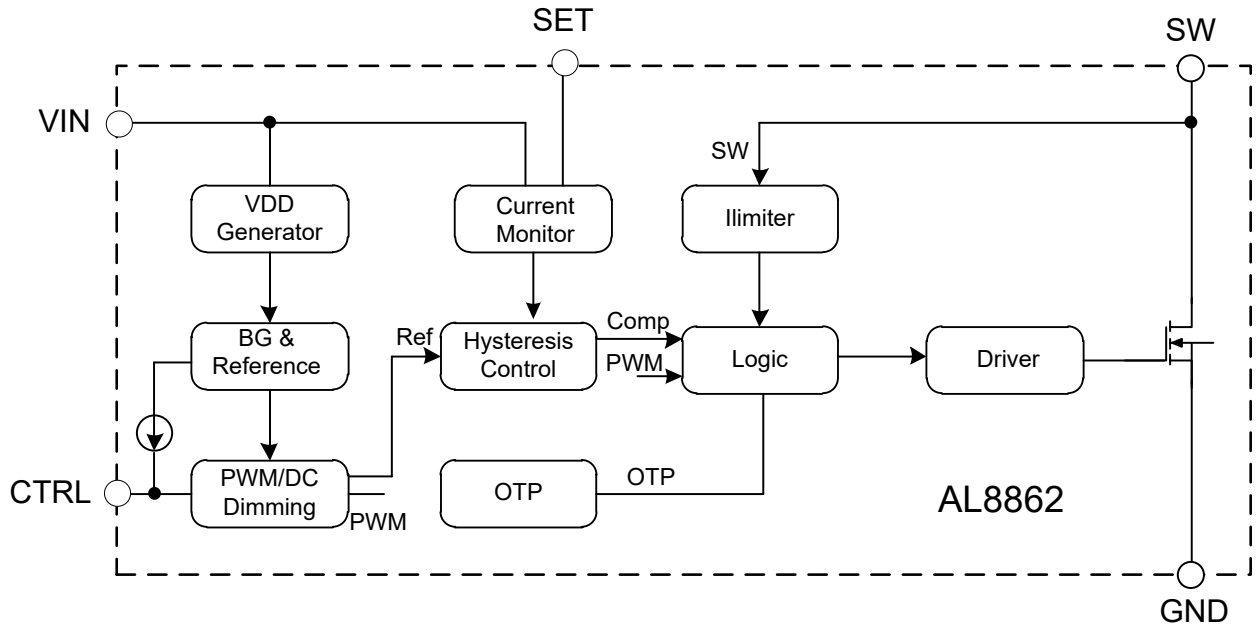 SET
SW
VIN
SW
VDD
Generator
Current
Monitor
Ilimiter
BG &
Reference
Ref
Hysteresis
Control
Comp
PWM
Logic
Driver
CTRL
PWM/DC
Dimming
PWM
OTP
OTP
AL8862
GND